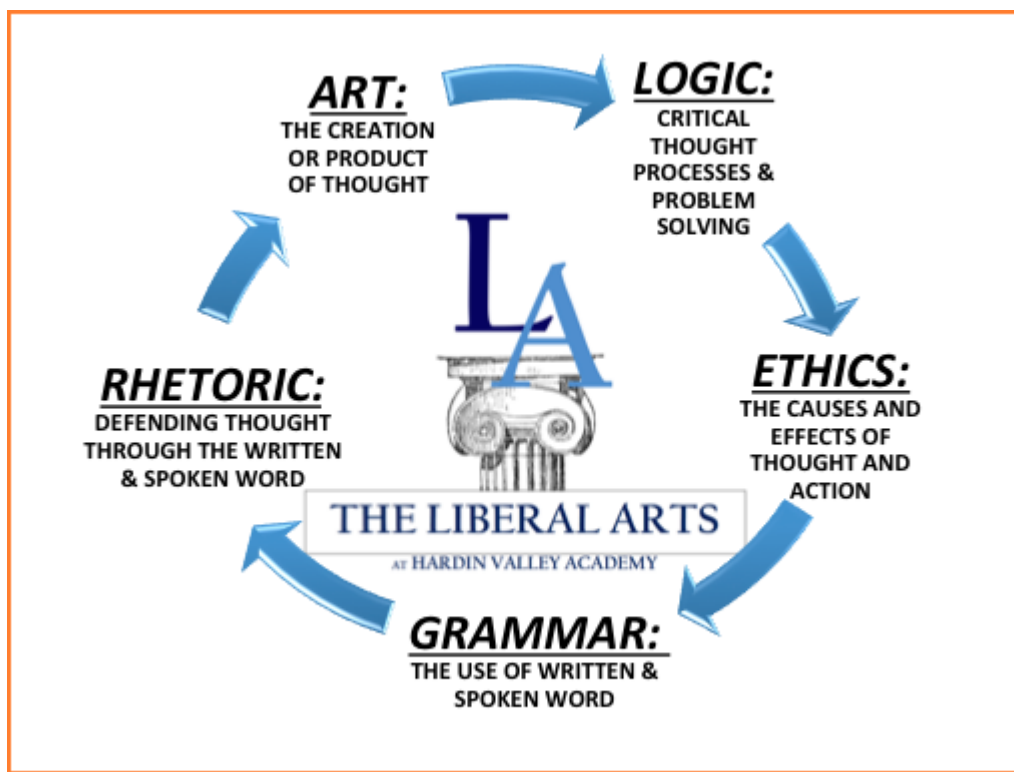 ART:
THE CREATION
OR PRODUCT
OF THOUGHT
LOGIC:
CRITICAL
THOUGHT
PROCESSES &
PROBLEM
SOLVING
ETHICS:
THE CAUSES AND
EFFECTS OF
THOUGHT AND
ACTION
GRAMMAR:
THE USE OF WRITTEN &
SPOKEN WORD
RHETORIC:
DEFENDING THOUGHT
THROUGH THE WRITTEN
& SPOKEN WORD
LA
THE LIBERAL ARTS
AT HARDIN VALLEY ACADEMY